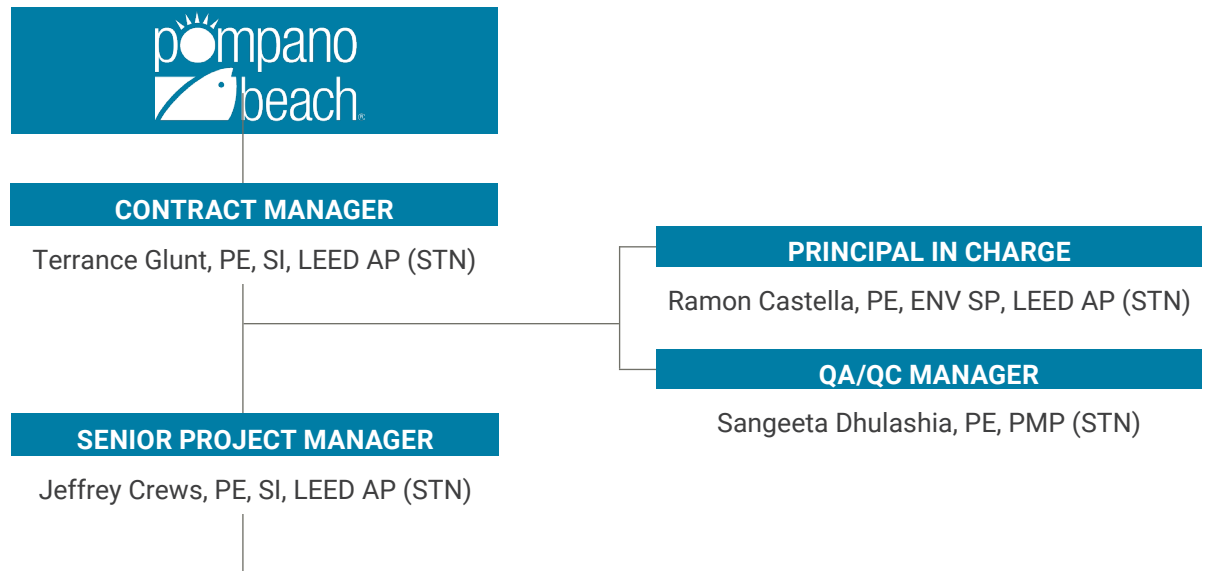 pompano
beach®
CONTRACT MANAGER
Terrance Glunt, PE, SI, LEED AP (STN)
PRINCIPAL IN CHARGE
Ramon Castella, PE, ENV SP, LEED AP (STN)
QA/QC MANAGER
Sangeeta Dhulashia, PE, PMP (STN)
SENIOR PROJECT MANAGER
Jeffrey Crews, PE, SI, LEED AP (STN)